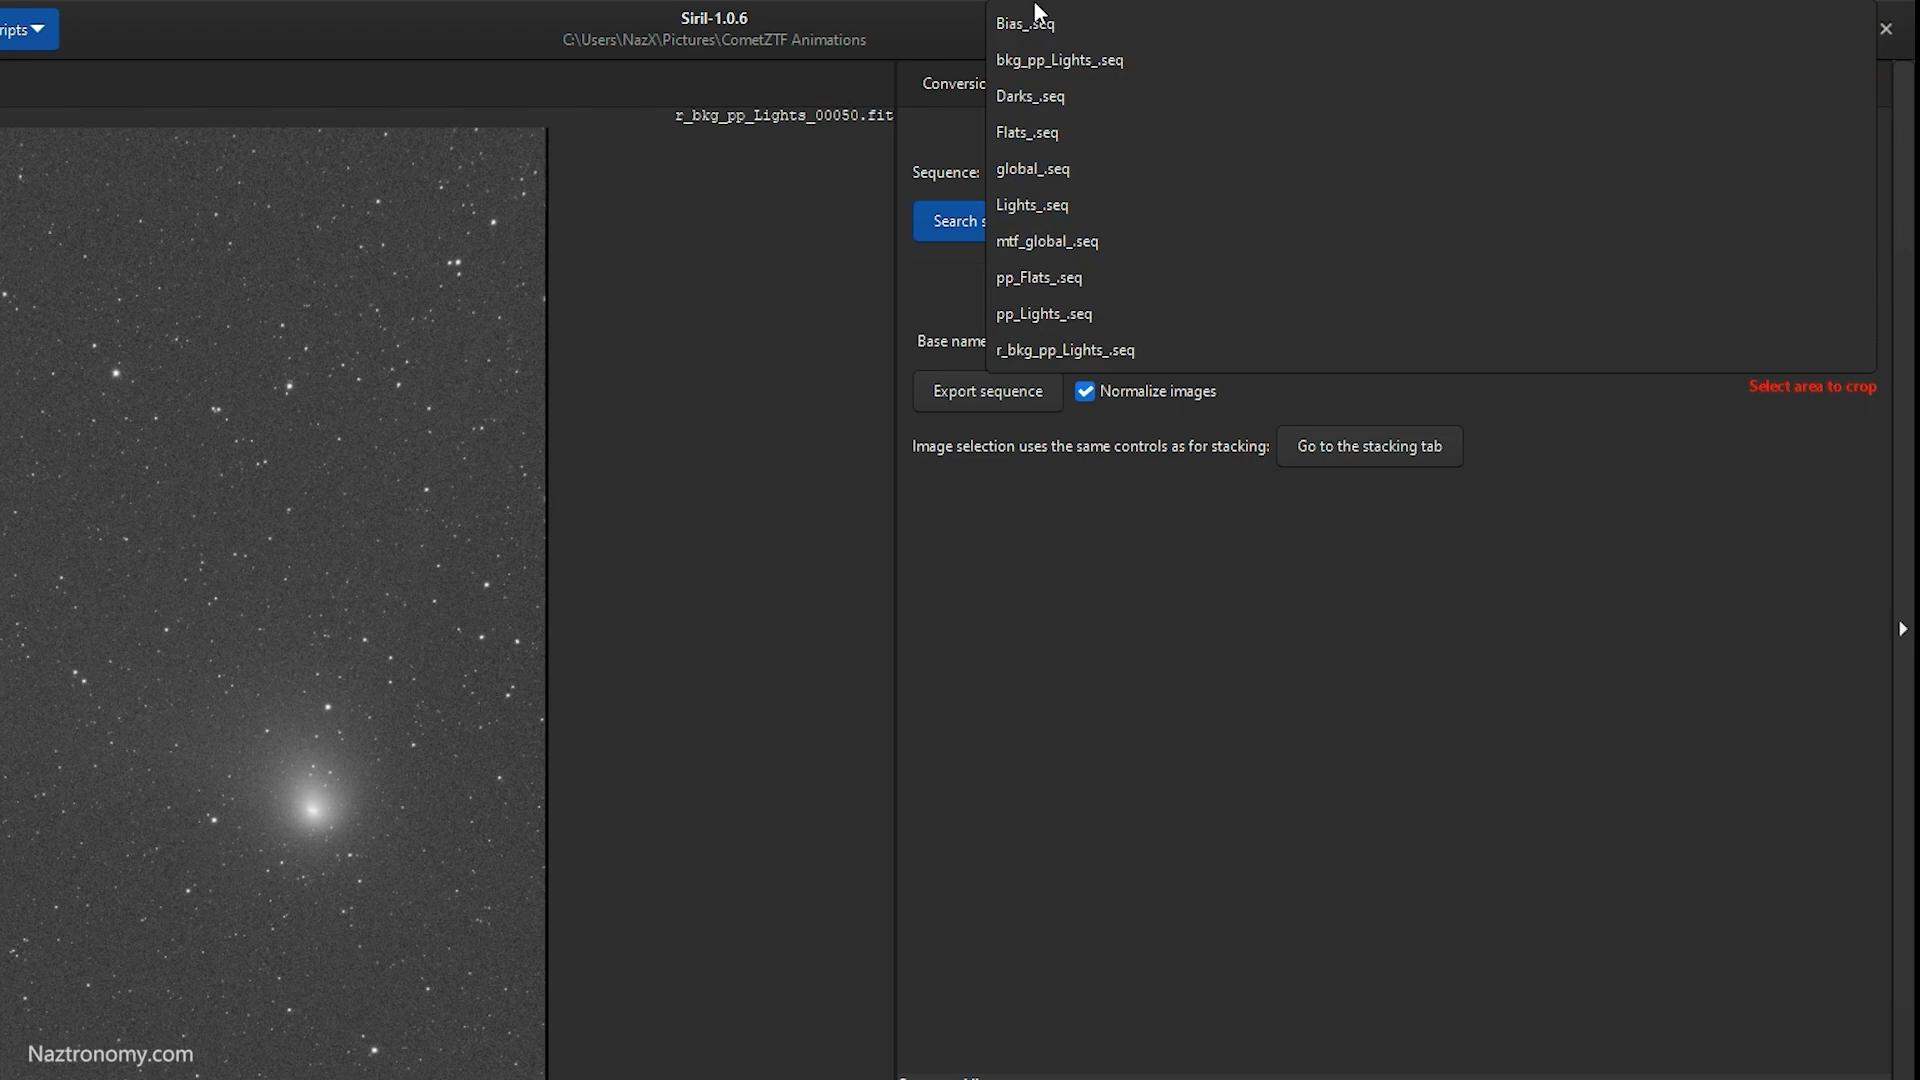 ripts
Siril-1.0.6
C:\Users\NazX\Pictures\CometZTF Animations
Bias_.seq
bkg_pp_Lights_.seq
Darks_.seq
Flats_.seq
global_.seq
Lights_.seq
mtf_global_.seq
pp_Flats_.seq
pp_Lights_.seq
r_bkg_pp_Lights_.seq
Conversic
r_bkg_pp_Lights_00050.fit
Sequence:
Search s
Base name
Select area to crop
Export sequence
Normalize images
Image selection uses the same controls as for stacking:
Go to the stacking tab
Naztronomy.com